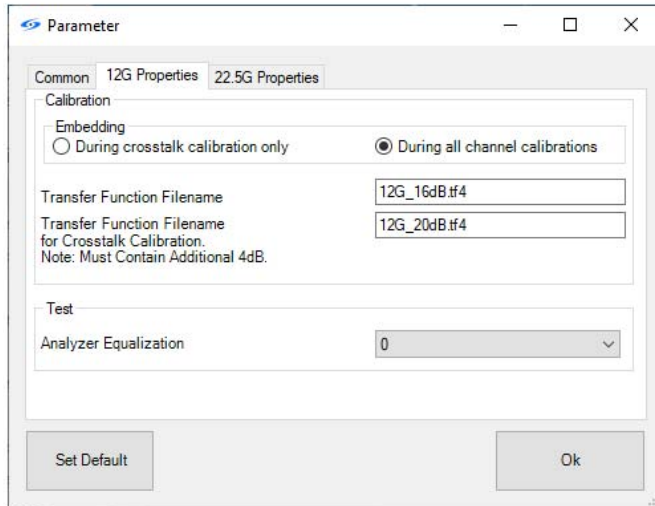 Parameter
Common
12G Properties
22.5G Properties
Calibration
Embedding
During crosstalk calibration only
During all channel calibrations
Transfer Function Filename
12G_16dB.tf4
Transfer Function Filename
for Crosstalk Calibration.
Note: Must Contain Additional 4dB.
12G_20dB.tf4
Test
Analyzer Equalization
0
Set Default
Ok